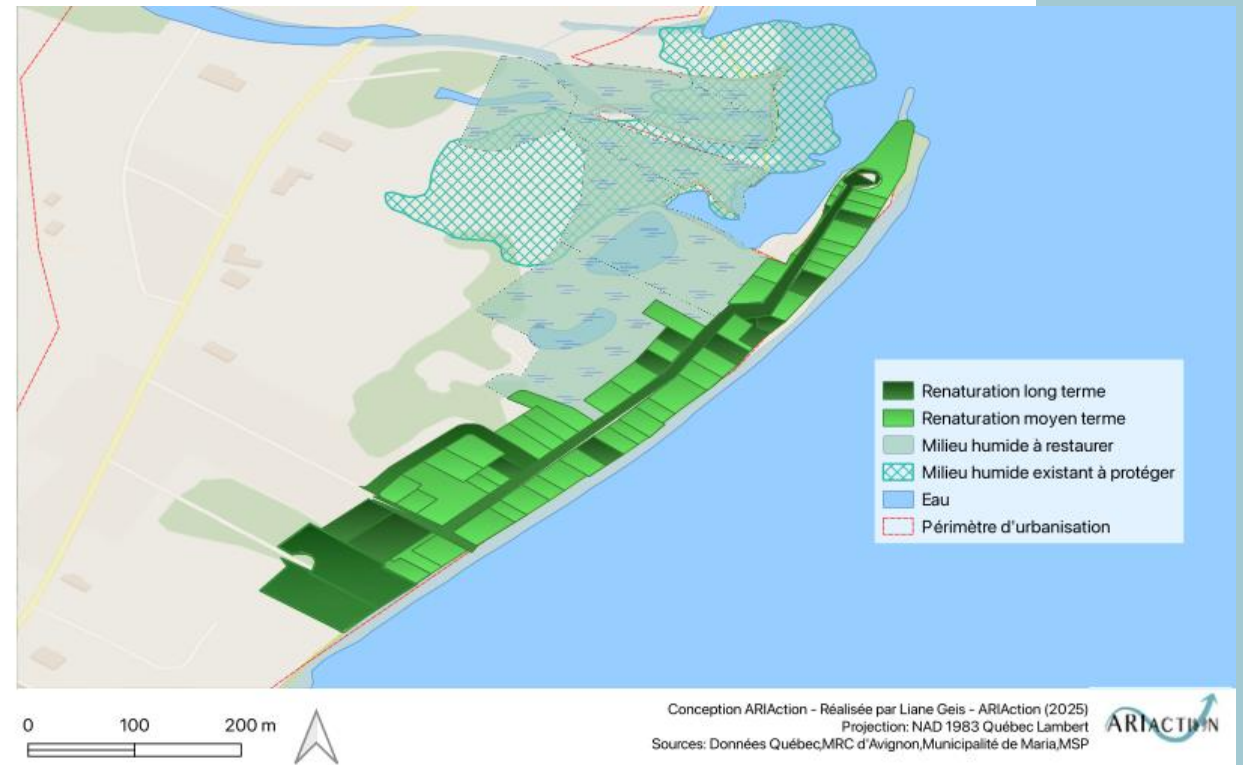 Renaturation long terme
Renaturation moyen terme
Milieu humide à restaurer
Milieu humide existant à protéger
Eau
Périmètre d'urbanisation
0 100 200 m
Conception ARIAction - Réalisée par Liane Geis - ARIAction (2025)
Projection: NAD 1983 Québec Lambert
Sources: Données Québec,MRC d'Avignon,Municipalité de Maria,MSP
ARIACTION